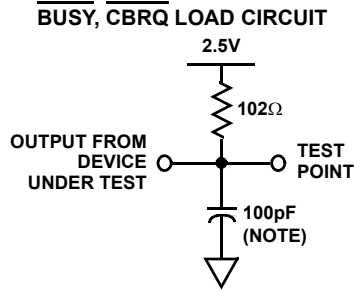 BUSY, CBRQ LOAD CIRCUIT
2.5V
102Ω
OUTPUT FROM
DEVICE
UNDER TEST
TEST
POINT
100pF
(NOTE)